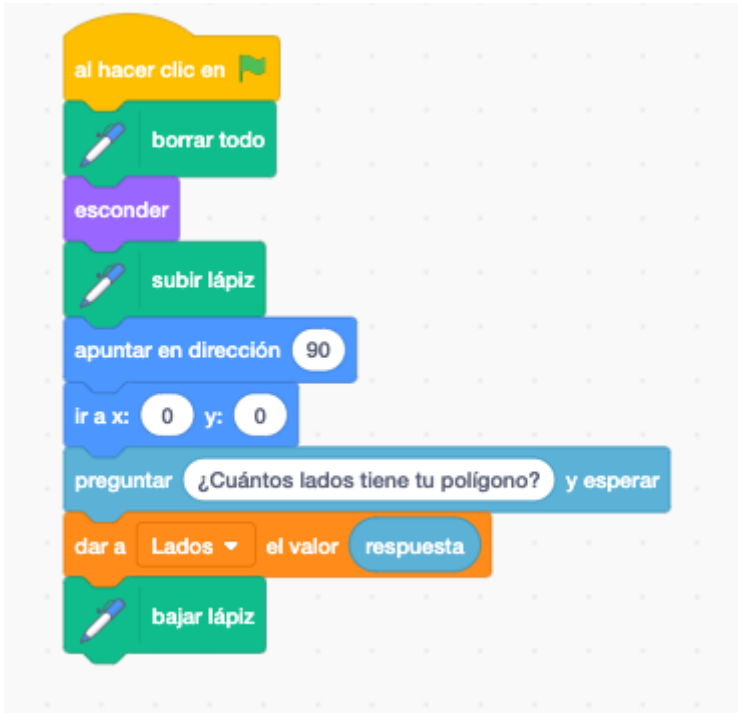 al hacer clic en
borrar todo
esconder
subir lápiz
apuntar en dirección 90
ir a x: 0 y: 0
preguntar ¿Cuántos lados tiene tu polígono? y esperar
dar a Lados el valor respuesta
bajar lápiz